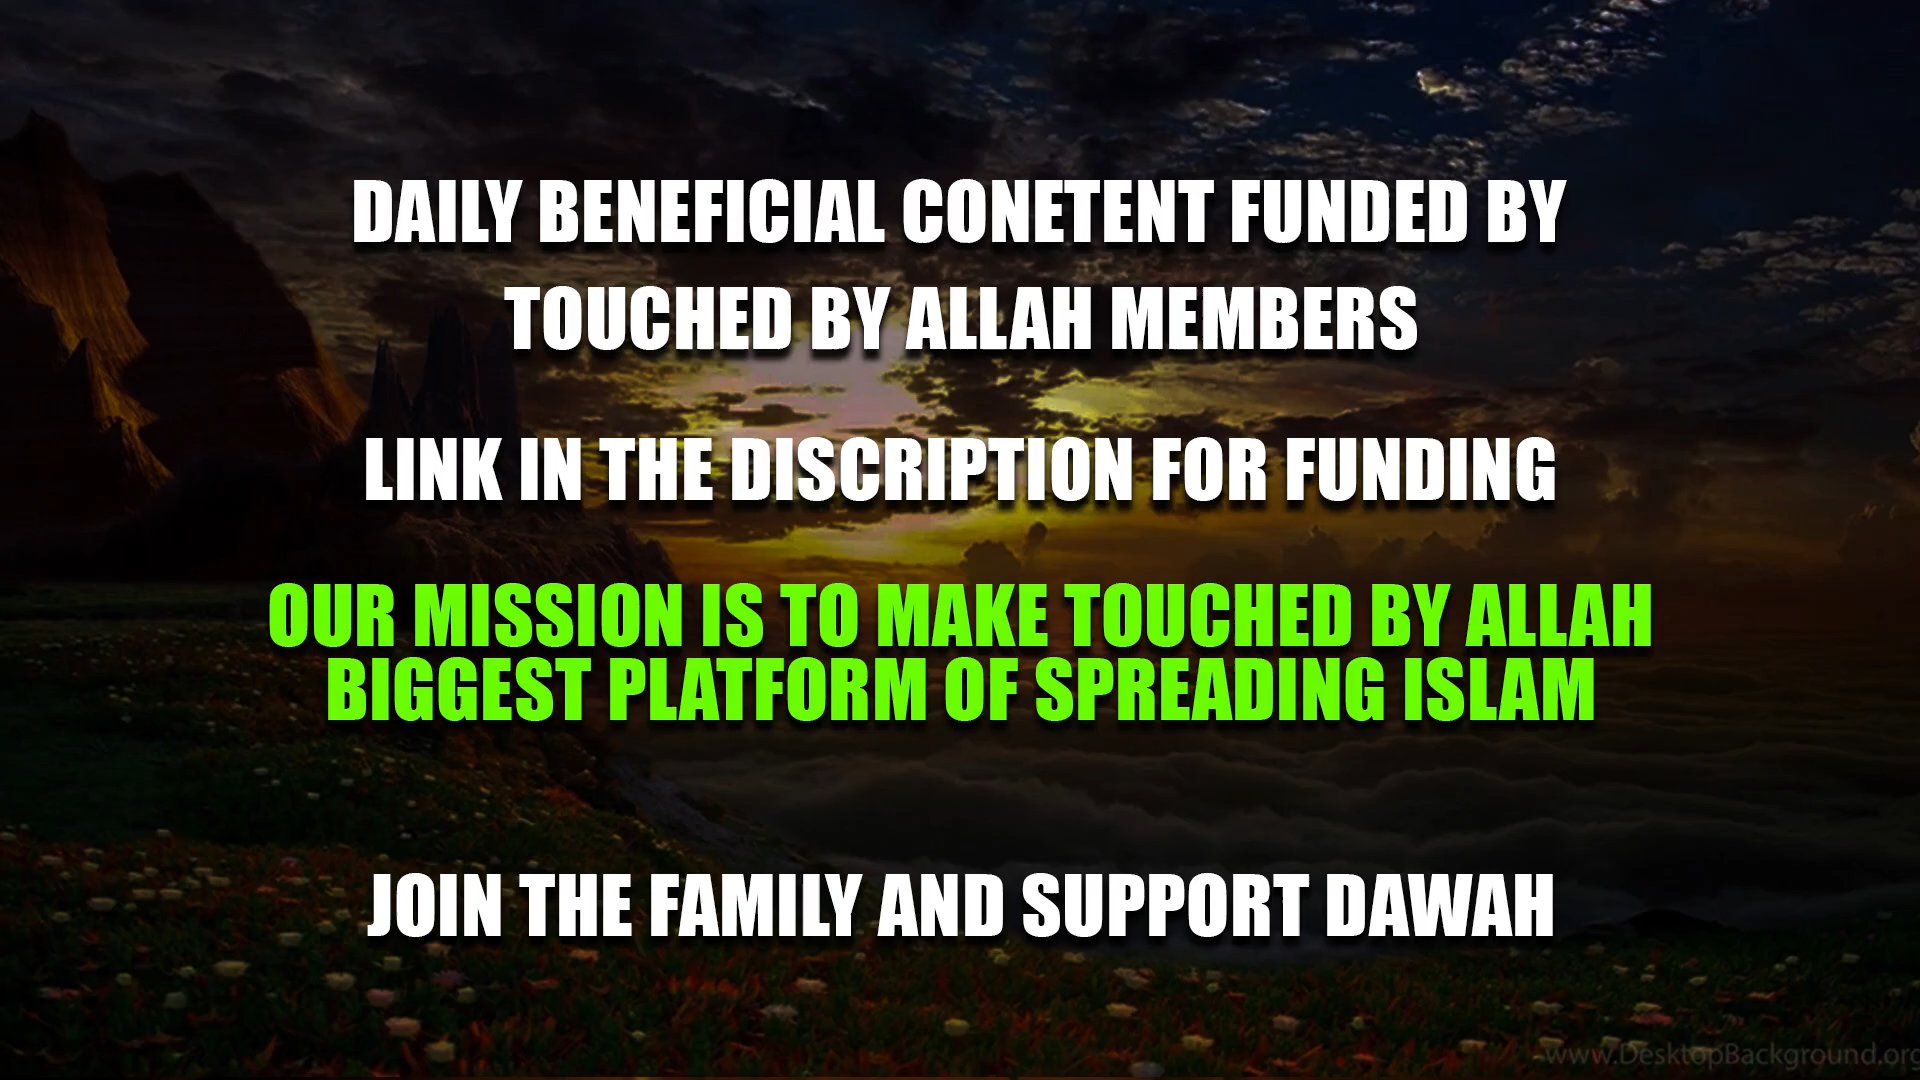 DAILY BENEFICIAL CONETENT FUNDED BY
TOUCHED BY ALLAH MEMBERS
LINK IN THE DISCRIPTION FOR FUNDING
OUR MISSION IS TO MAKE TOUCHED BY ALLAH
BIGGEST PLATFORM OF SPREADING ISLAM
JOIN THE FAMILY AND SUPPORT DAWAH
www.DesktopBackground.org